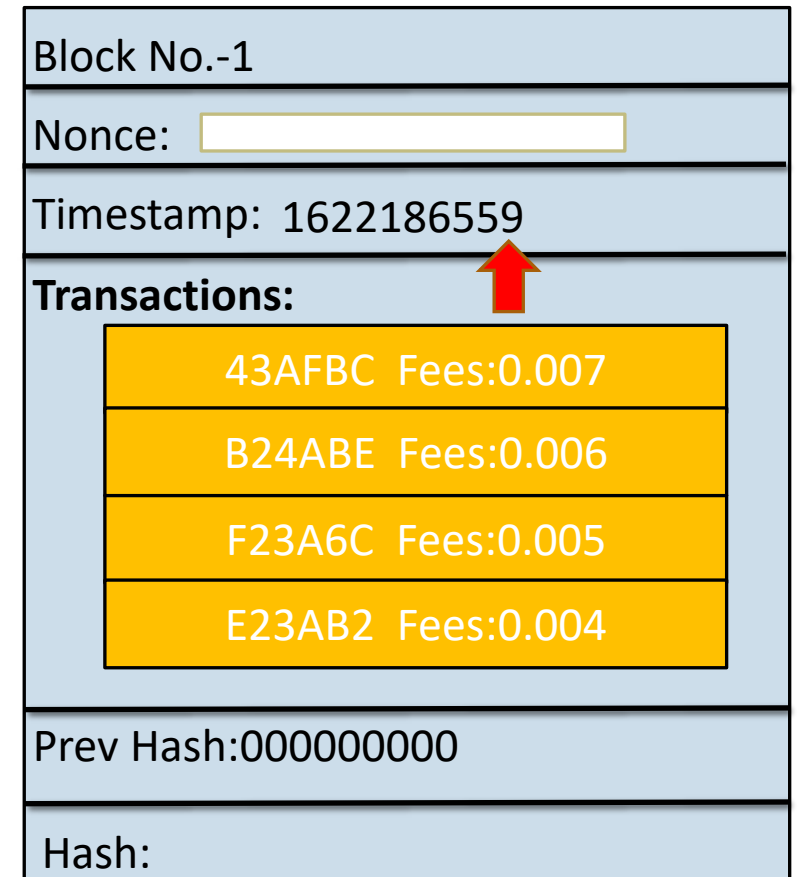 Block No.-1
Nonce:
Timestamp: 1622186559
Transactions:
43AFBC Fees:0.007
B24ABE Fees:0.006
F23A6C Fees:0.005
E23AB2 Fees:0.004
Prev Hash:000000000
Hash: